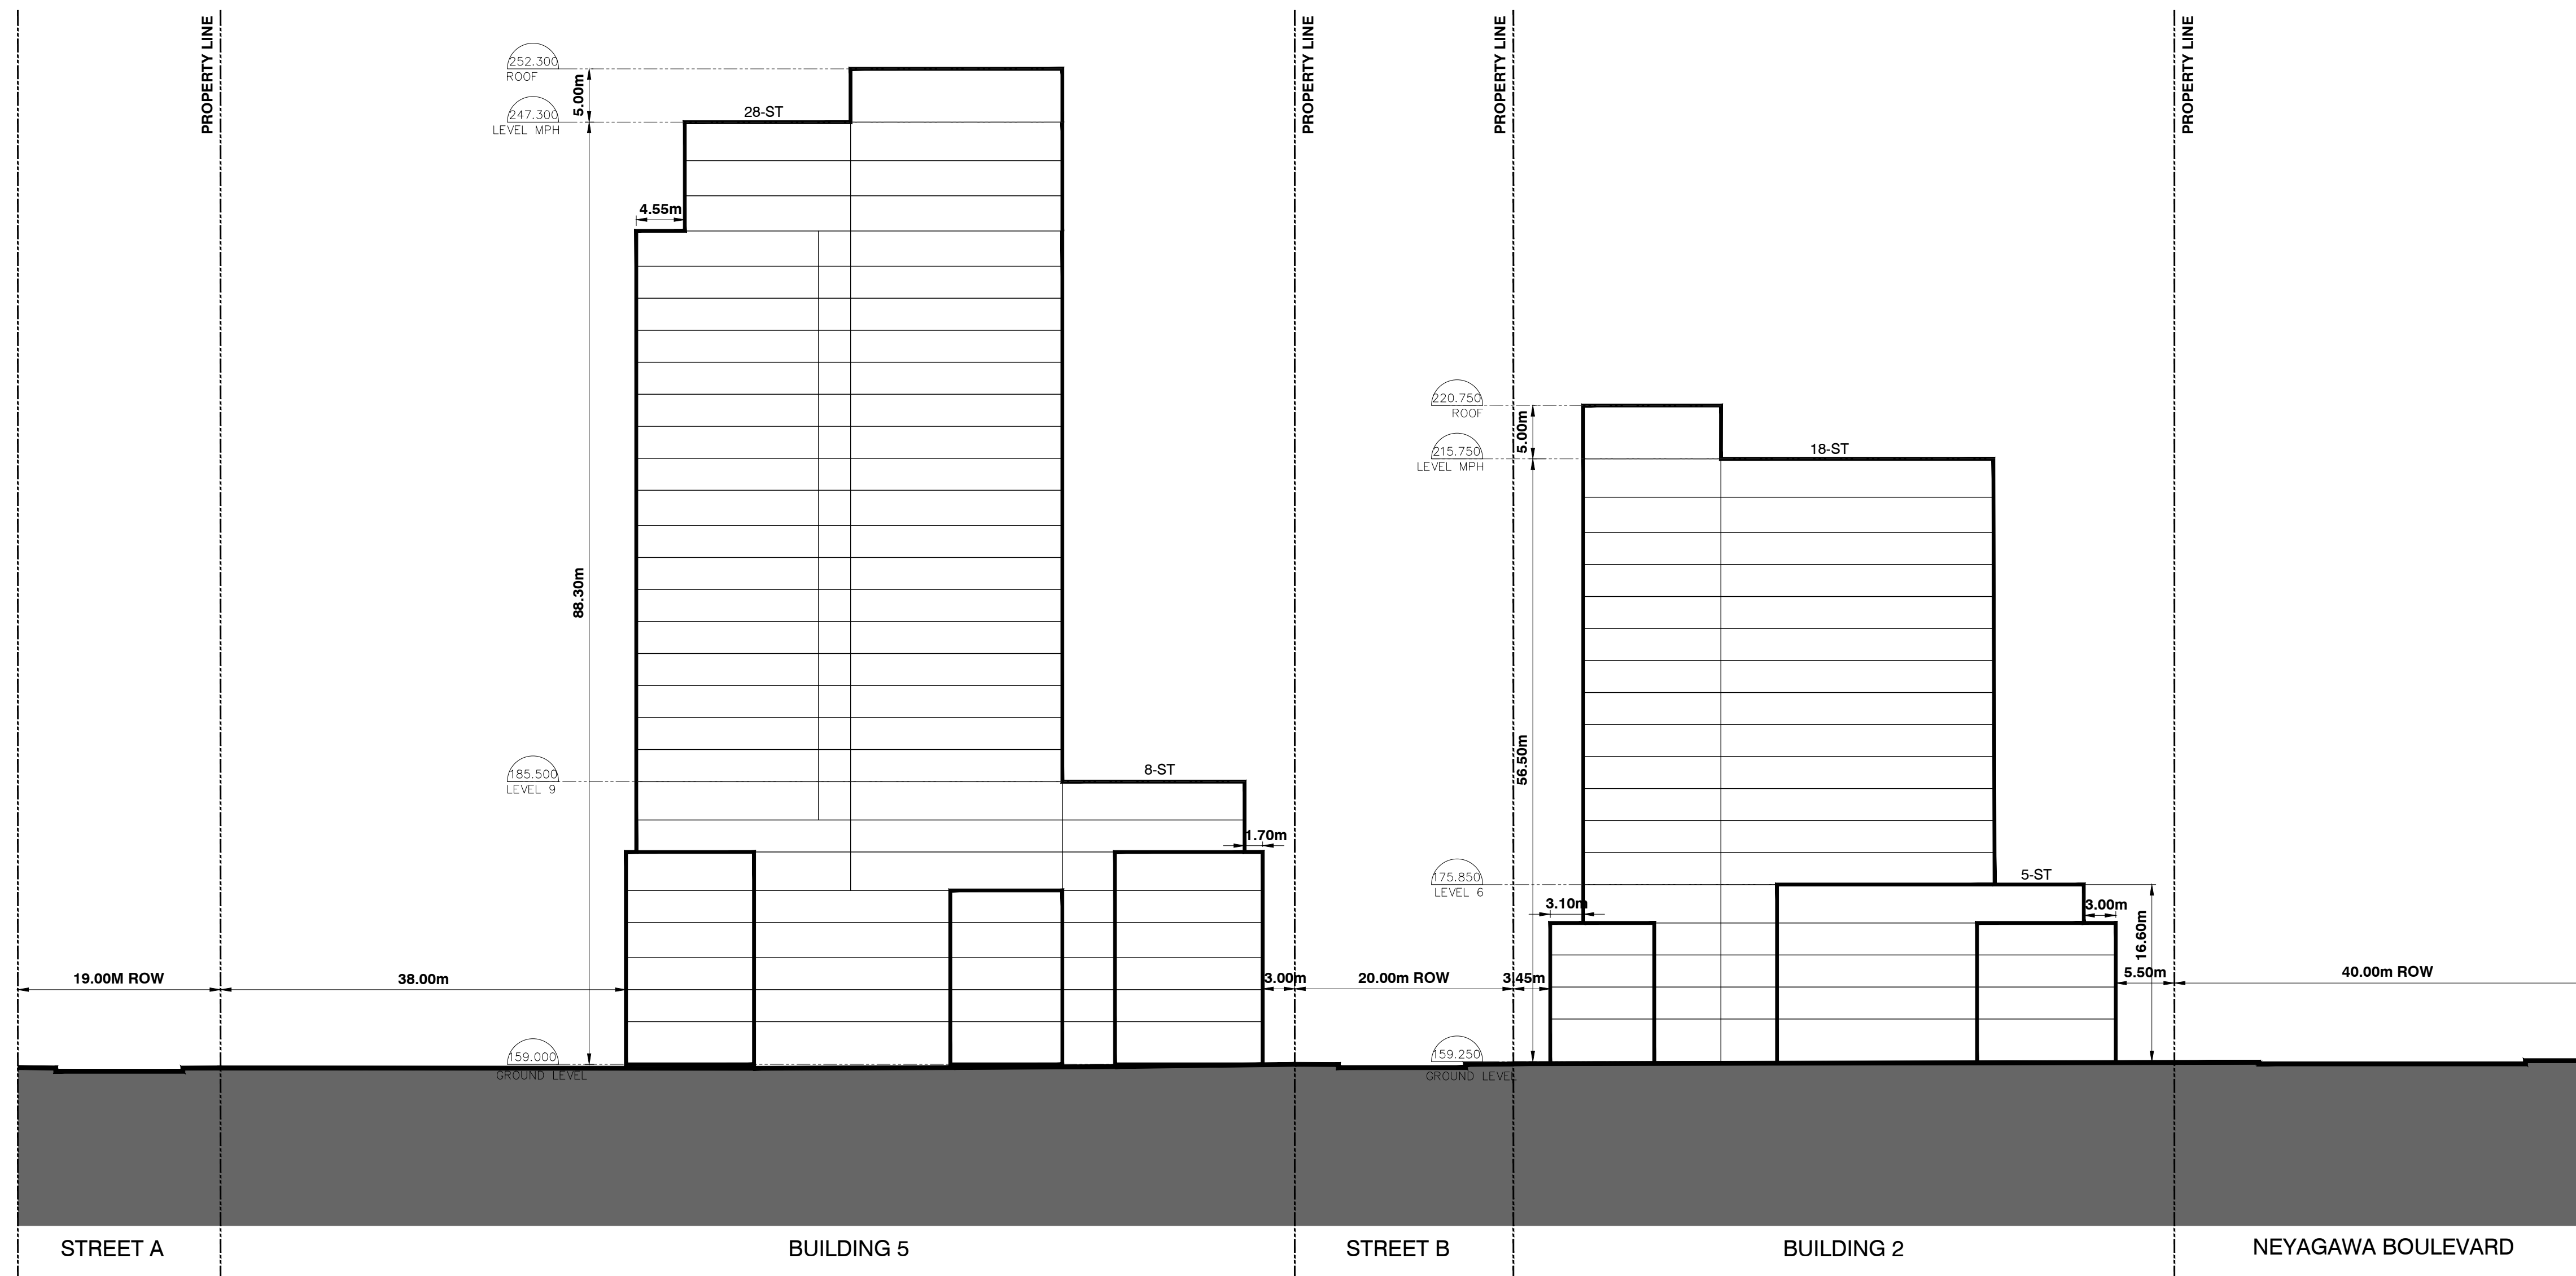 PROPERTY LINE
PROPERTY LINE
PROPERTY LINE
PROPERTY LINE
252.300
ROOF
5.00m
247.300
LEVEL MPH
28-ST
4.55m
88.30m
185.500
LEVEL 9
8-ST
1.70m
220.750
ROOF
5.00m
215.750
LEVEL MPH
18-ST
56.50m
175.850
LEVEL 6
5-ST
3.10m
3.00m
16.60m
19.00M ROW
38.00m
3.00m
20.00m ROW
3.45m
5.50m
40.00m ROW
159.000
GROUND LEVEL
159.250
GROUND LEVEL
STREET A
BUILDING 5
STREET B
BUILDING 2
NEYAGAWA BOULEVARD